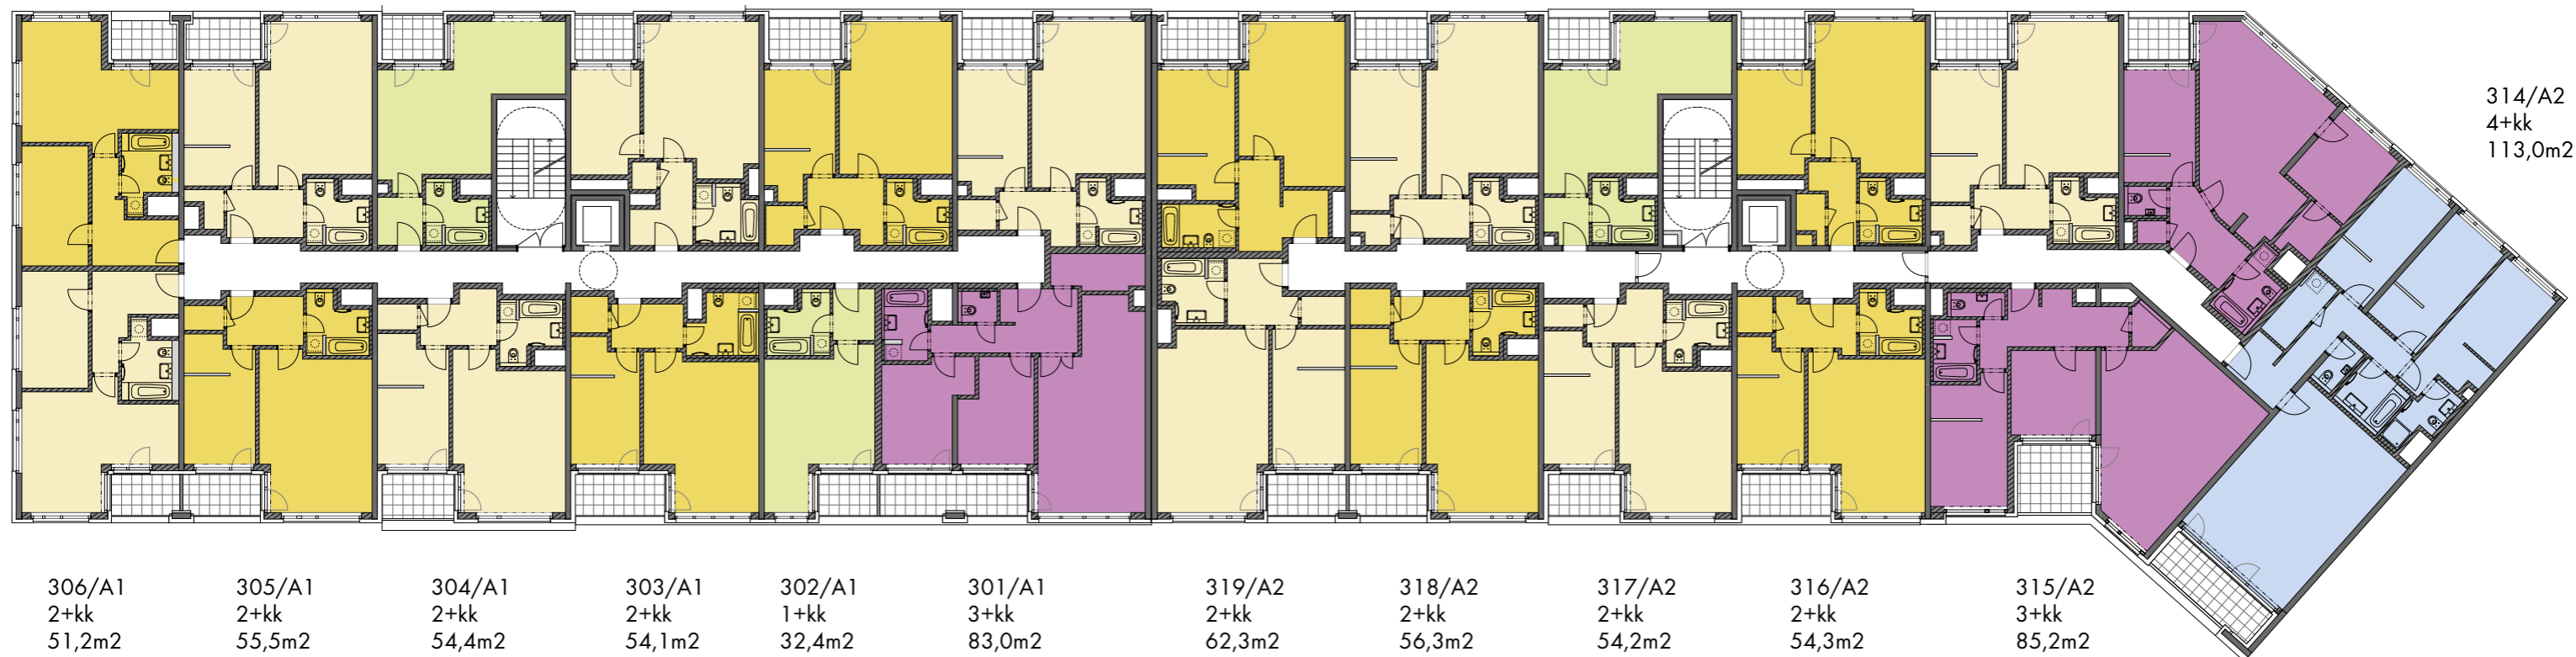 314/A2
4+kk
113,0m2
306/A1
2+kk
51,2m2
305/A1
2+kk
55,5m2
304/A1
2+kk
54,4m2
303/A1
2+kk
54,1m2
302/A1
1+kk
32,4m2
301/A1
3+kk
83,0m2
319/A2
2+kk
62,3m2
318/A2
2+kk
56,3m2
317/A2
2+kk
54,2m2
316/A2
2+kk
54,3m2
315/A2
3+kk
85,2m2